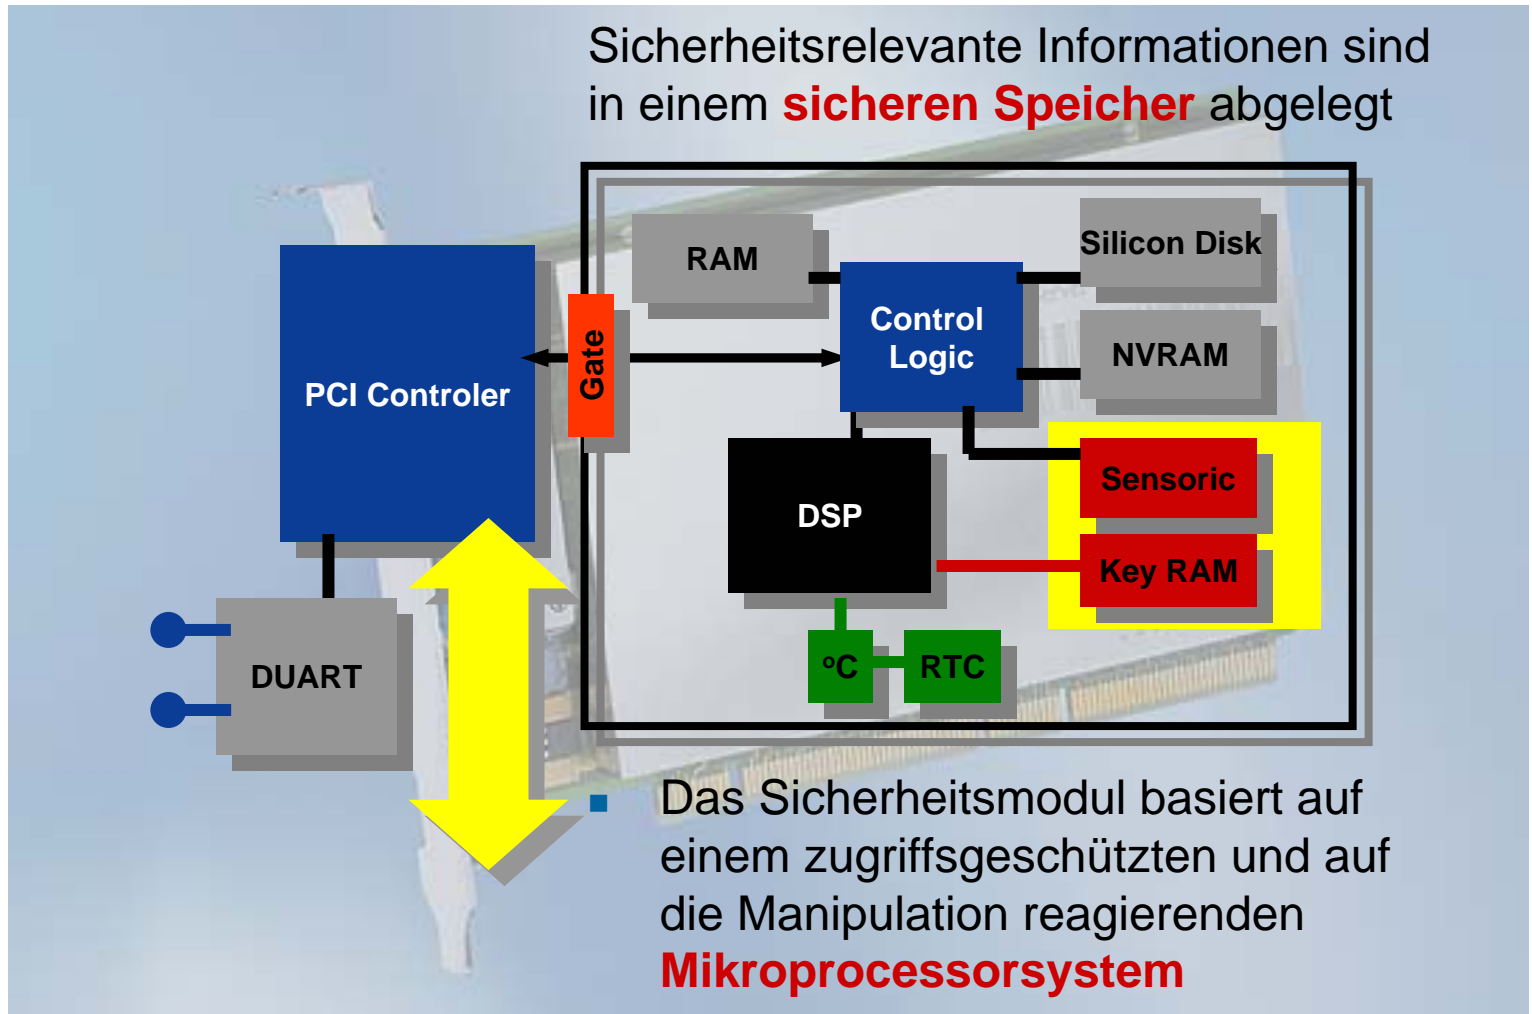 Sicherheitsrelevante Informationen sind
in einem sicheren Speicher abgelegt
RAM
Silicon Disk
Control
Logic
NVRAM
Gate
PCI Controler
Sensoric
DSP
Key RAM
DUART
°C
RTC
Das Sicherheitsmodul basiert auf
einem zugriffsgeschützten und auf
die Manipulation reagierenden
Mikroprocessorsystem